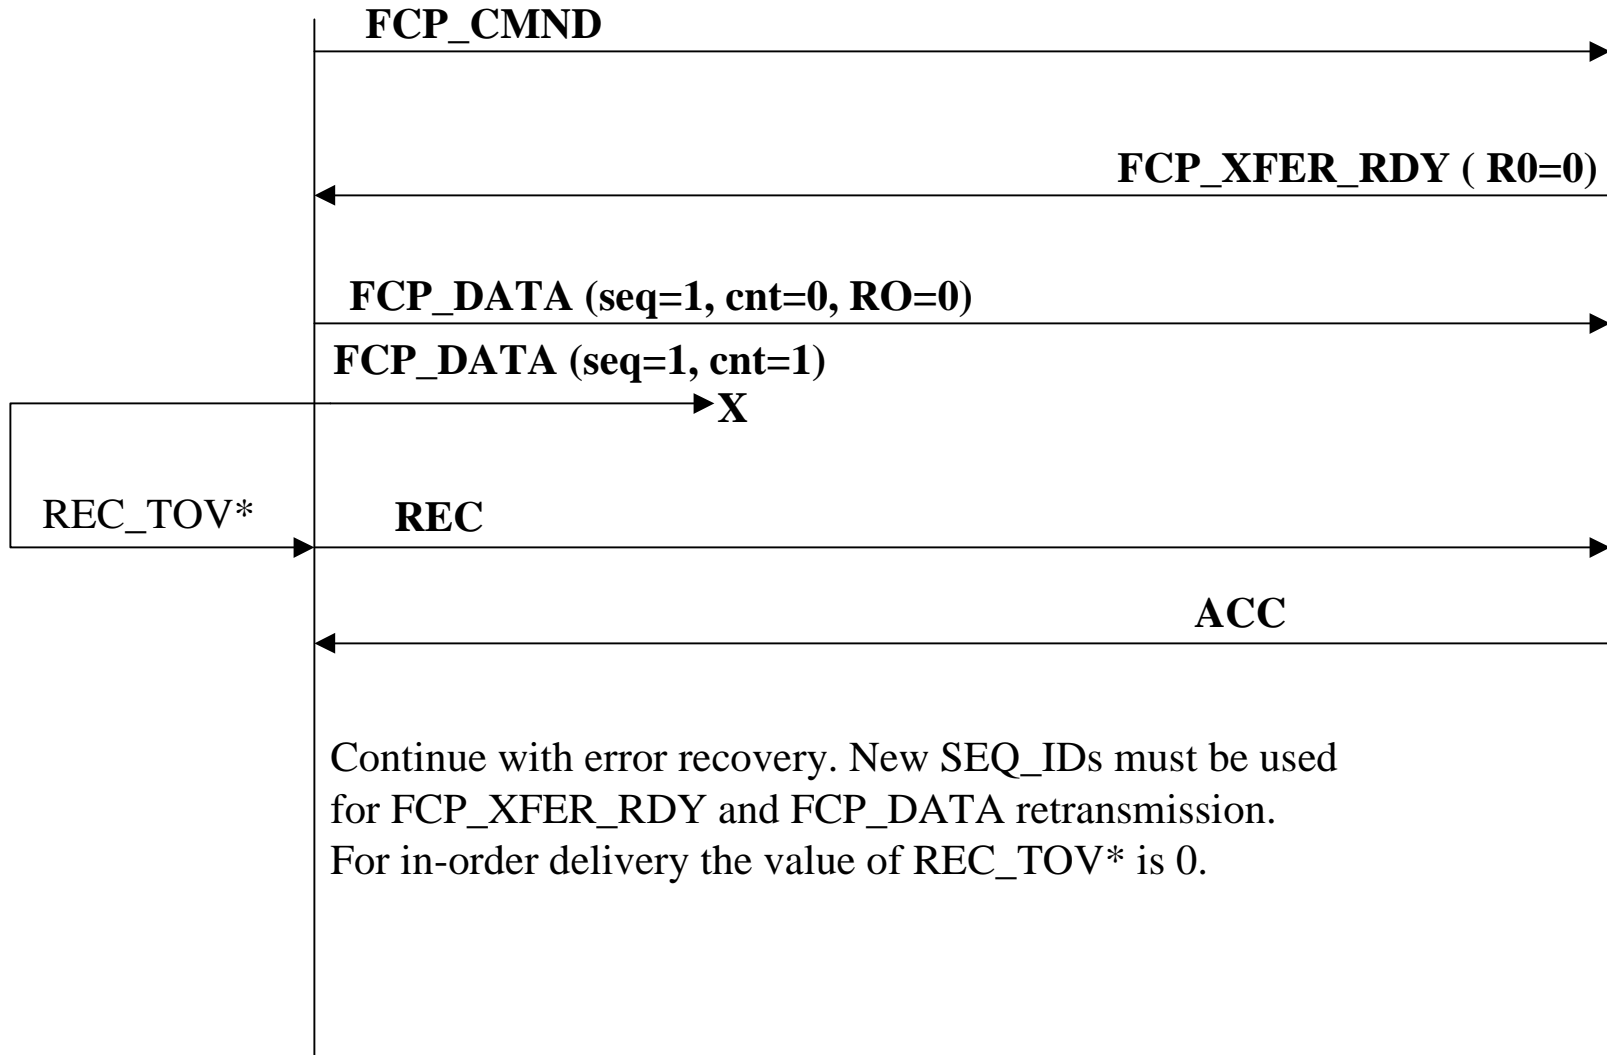 FCP_CMND
FCP_XFER_RDY ( R0=0)
FCP_DATA (seq=1, cnt=0, RO=0)
FCP_DATA (seq=1, cnt=1)
X
REC_TOV*
REC
ACC
Continue with error recovery. New SEQ_IDs must be used
for FCP_XFER_RDY and FCP_DATA retransmission.
For in-order delivery the value of REC_TOV* is 0.